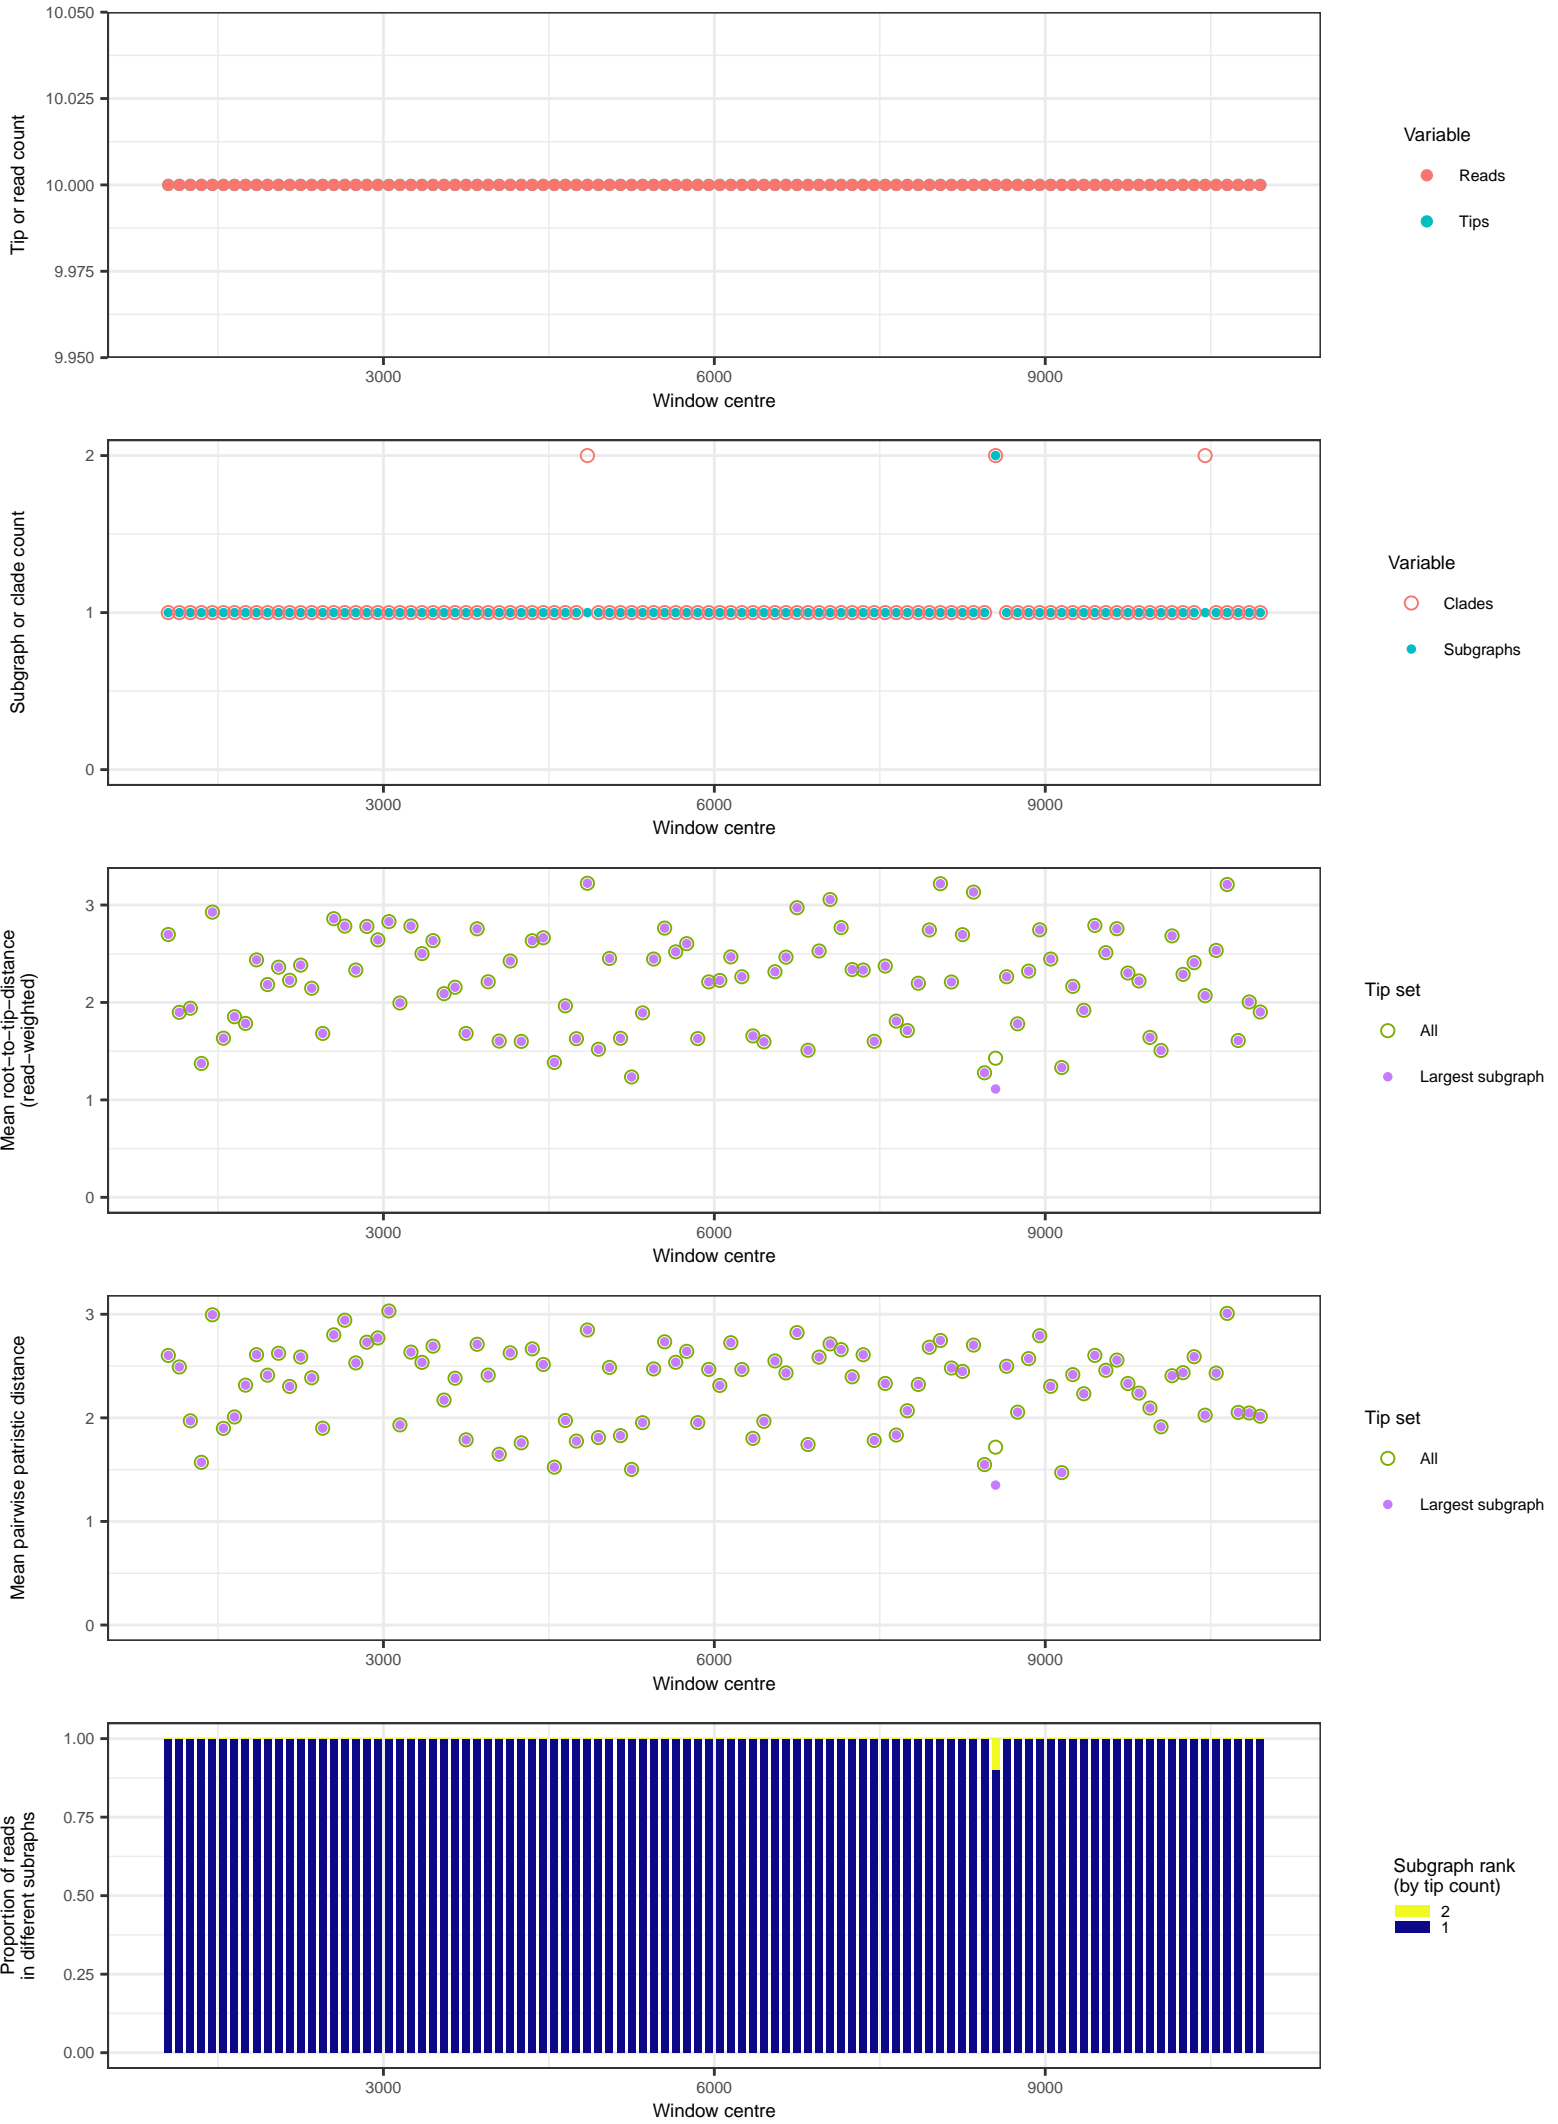 10.050
10.025
10.000
9.975
9.950
Tip or read count
3000 6000 9000
Window centre
Variable
Reads
Tips
2
1
0
Subgraph or clade count
3000 6000 9000
Window centre
Variable
Clades
Subgraphs
3
2
1
0
Mean root−to−tip−distance
(read−weighted)
3000 6000 9000
Window centre
Tip set
All
Largest subgraph
3
2
1
0
Mean pairwise patristic distance
3000 6000 9000
Window centre
Tip set
All
Largest subgraph
1.00
0.75
0.50
0.25
0.00
Proportion of reads
in different subraphs
3000 6000 9000
Window centre
Subgraph rank
(by tip count)
2
1